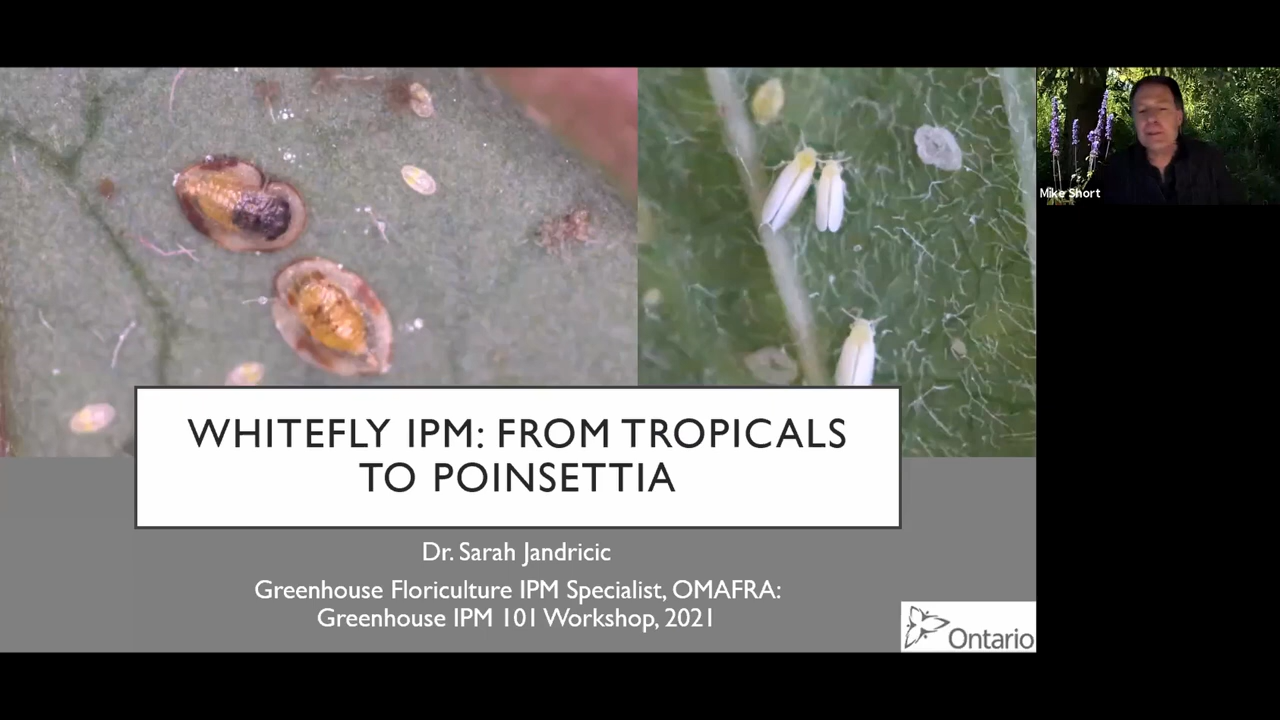 WHITEFLY IPM: FROM TROPICALS
TO POINSETTIA
Dr. Sarah Jandricic
Greenhouse Floriculture IPM Specialist, OMAFRA:
Greenhouse IPM 101 Workshop, 2021
Ontario
Mike Short